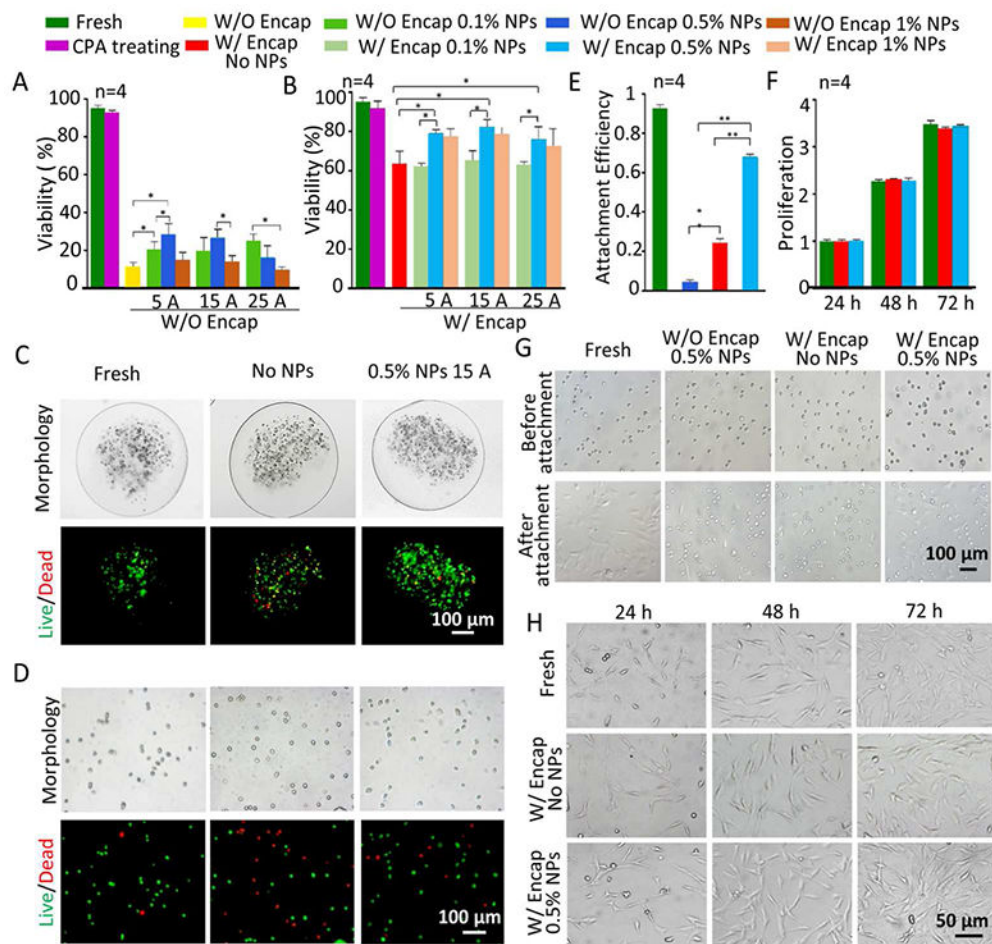 Fresh
W/O Encap
W/O Encap 0.1% NPs
W/O Encap 0.5% NPs
W/O Encap 1% NPs
CPA treating
W/ Encap
No NPs
W/ Encap 0.1% NPs
W/ Encap 0.5% NPs
W/ Encap 1% NPs
A
n=4
Viability (%)
100
80
60
40
20
0
*
*
*
*
*
5 A
15 A
25 A
W/O Encap
B
n=4
Viability (%)
100
80
60
40
20
0
*
*
*
*
*
*
5 A
15 A
25 A
W/ Encap
E
n=4
Attachment Efficiency
1
0.8
0.6
0.4
0.2
0
**
**
*
*
F
n=4
Proliferation
4
3
2
1
0
24 h
48 h
72 h
C
Fresh
No NPs
0.5% NPs 15 A
Morphology
Live/Dead
100 µm
D
Morphology
Live/Dead
100 µm
G
Fresh
W/O Encap
0.5% NPs
W/ Encap
No NPs
W/ Encap
0.5% NPs
Before
attachment
After
attachment
100 µm
H
24 h
48 h
72 h
Fresh
W/ Encap
No NPs
W/ Encap
0.5% NPs
50 µm